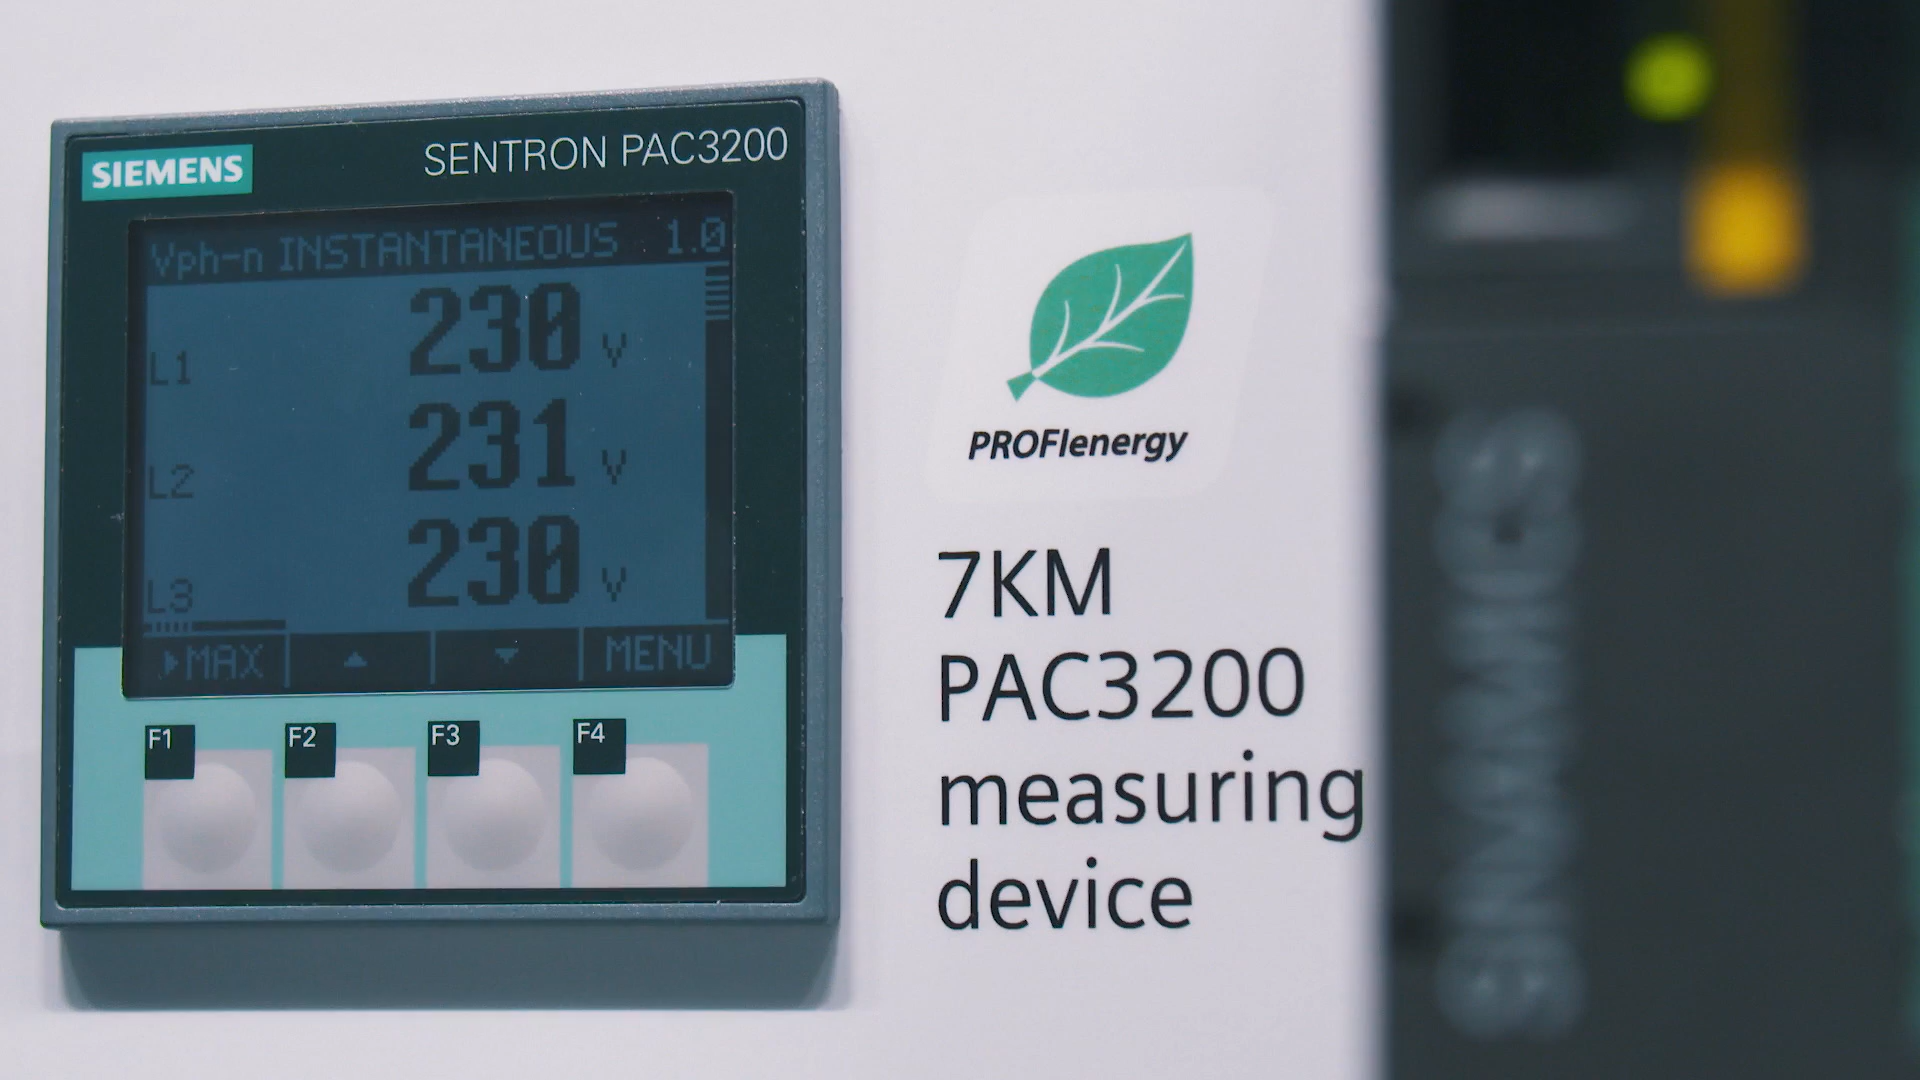 SIEMENS
SENTRON PAC3200
Vph-n INSTANTANEOUS 1.0
L1 230 V
L2 231 V
L3 230 V
▸MAX ▲ ▼ MENU
F1 F2 F3 F4
PROFIenergy
7KM
PAC3200
measuring
device
SINAMICS